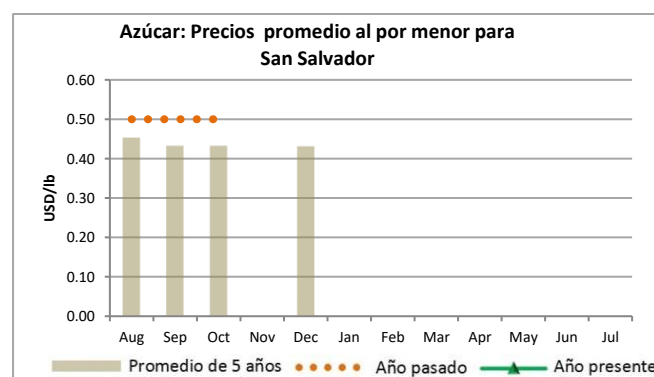 Azúcar: Precios promedio al por menor para
San Salvador
0.60
0.50
0.40
0.30
0.20
0.10
0.00
USD/lb
Aug Sep Oct Nov Dec Jan Feb Mar Apr May Jun Jul
Promedio de 5 años Año pasado Año presente